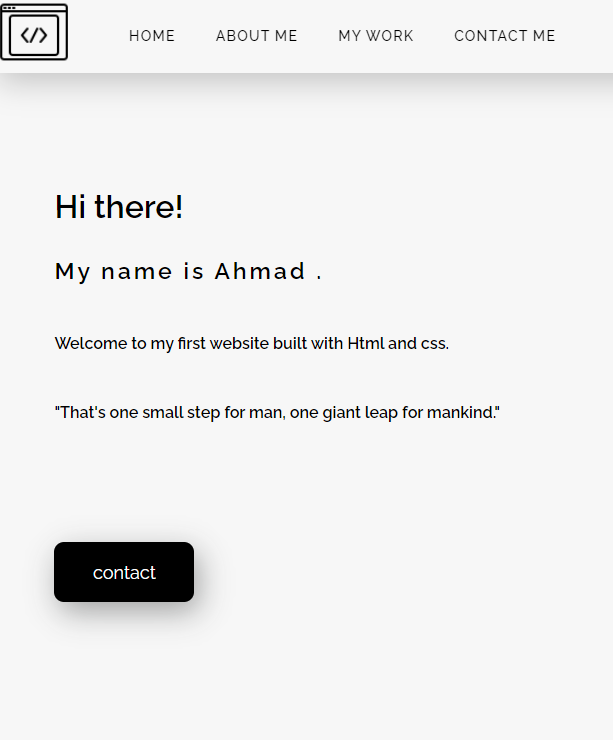 </>
HOME ABOUT ME MY WORK CONTACT ME
Hi there!
My name is Ahmad .
Welcome to my first website built with Html and css.
"That's one small step for man, one giant leap for mankind."
contact